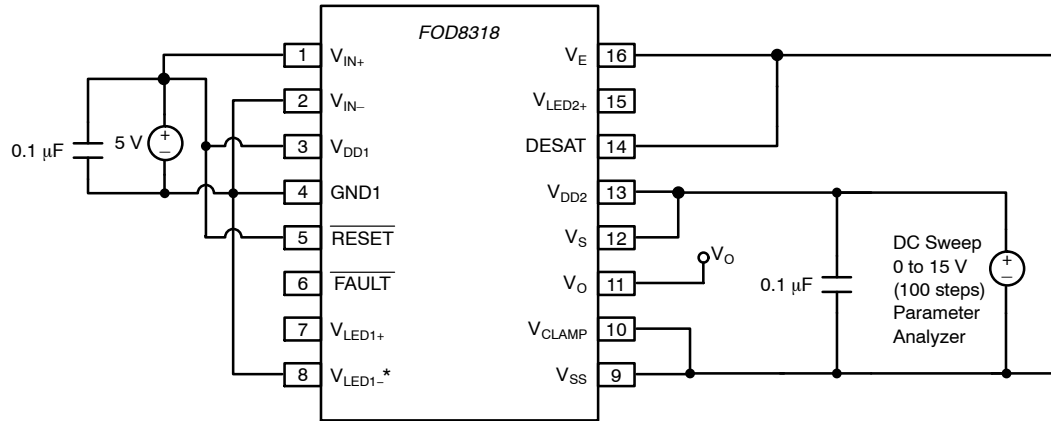 FOD8318
1 V_IN+
2 V_IN–
3 V_DD1
4 GND1
5 R̅E̅S̅E̅T̅
6 F̅A̅U̅L̅T̅
7 V_LED1+
8 V_LED1–*
V_E 16
V_LED2+ 15
DESAT 14
V_DD2 13
V_S 12
V_O 11
V_CLAMP 10
V_SS 9
0.1 μF
5 V
+
–
V_O
0.1 μF
DC Sweep
0 to 15 V
(100 steps)
Parameter
Analyzer
+
–